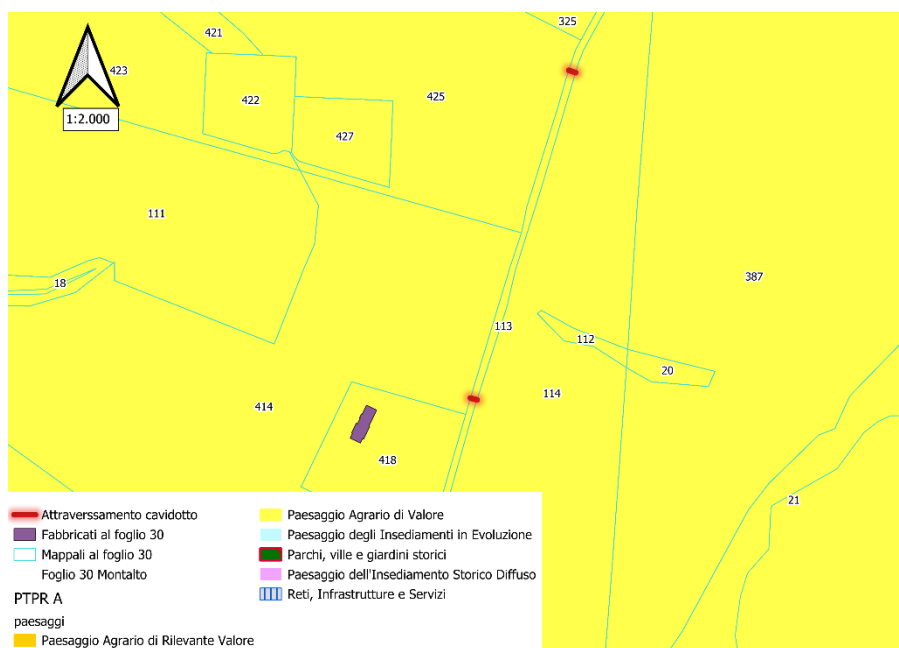 325
421
423
422
425
1:2.000
427
111
387
18
113
112
20
114
414
418
21
Attraverssamento cavidotto
Fabbricati al foglio 30
Mappali al foglio 30
Foglio 30 Montalto
PTPR A
paesaggi
Paesaggio Agrario di Rilevante Valore
Paesaggio Agrario di Valore
Paesaggio degli Insediamenti in Evoluzione
Parchi, ville e giardini storici
Paesaggio dell'Insediamento Storico Diffuso
Reti, Infrastrutture e Servizi